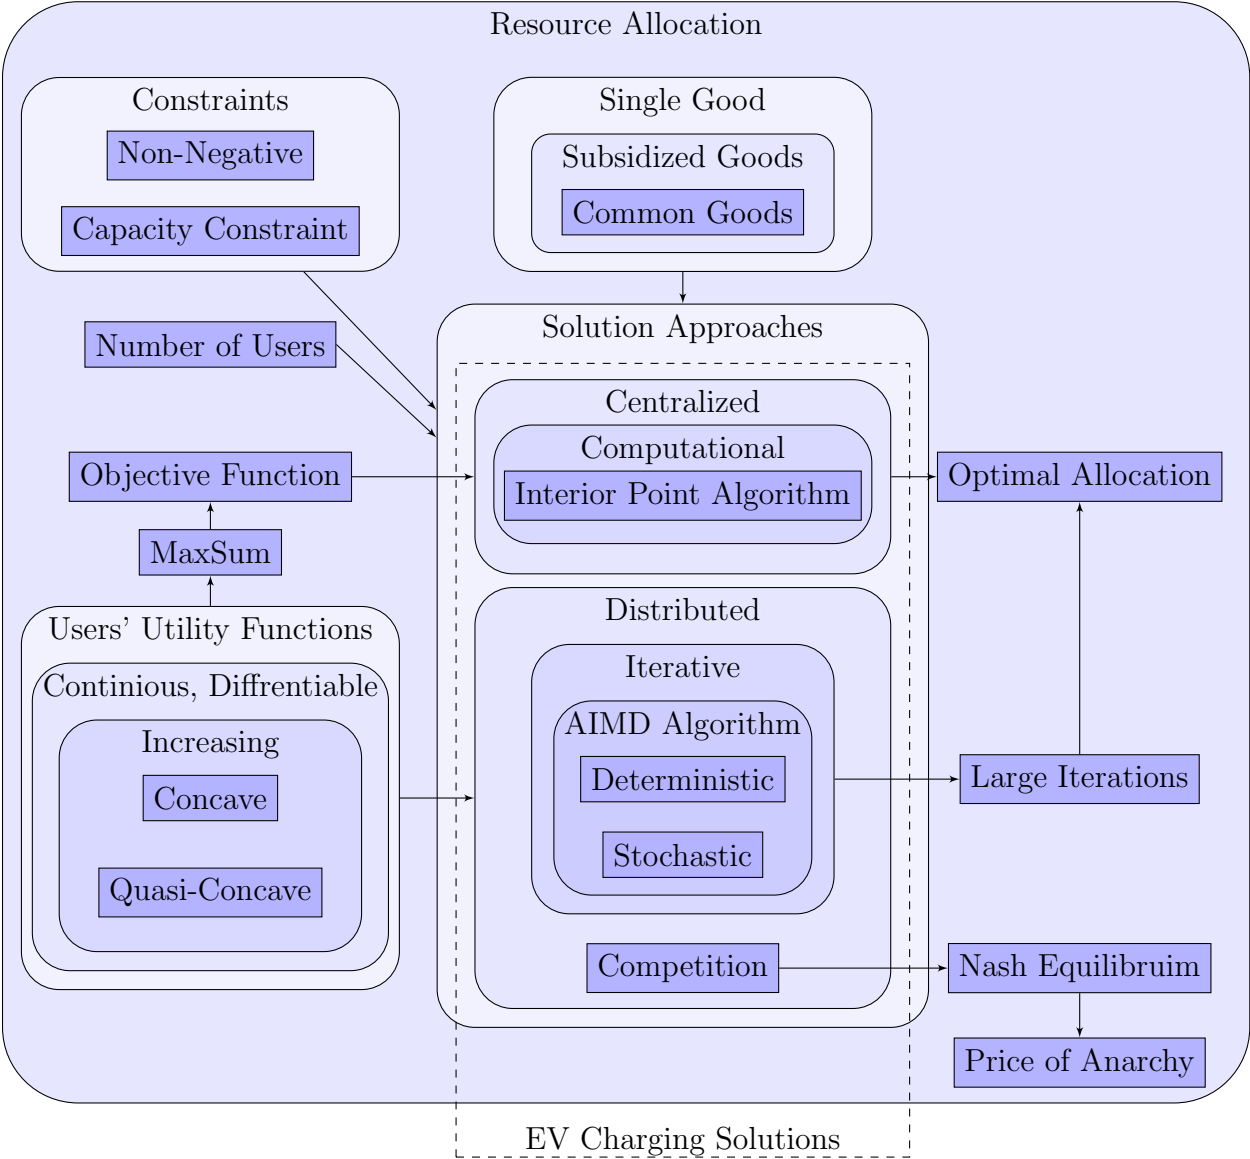 Resource Allocation
Constraints
Non-Negative
Capacity Constraint
Single Good
Subsidized Goods
Common Goods
Number of Users
Objective Function
MaxSum
Users' Utility Functions
Continious, Diffrentiable
Increasing
Concave
Quasi-Concave
Solution Approaches
Centralized
Computational
Interior Point Algorithm
Distributed
Iterative
AIMD Algorithm
Deterministic
Stochastic
Competition
Optimal Allocation
Large Iterations
Nash Equilibruim
Price of Anarchy
EV Charging Solutions